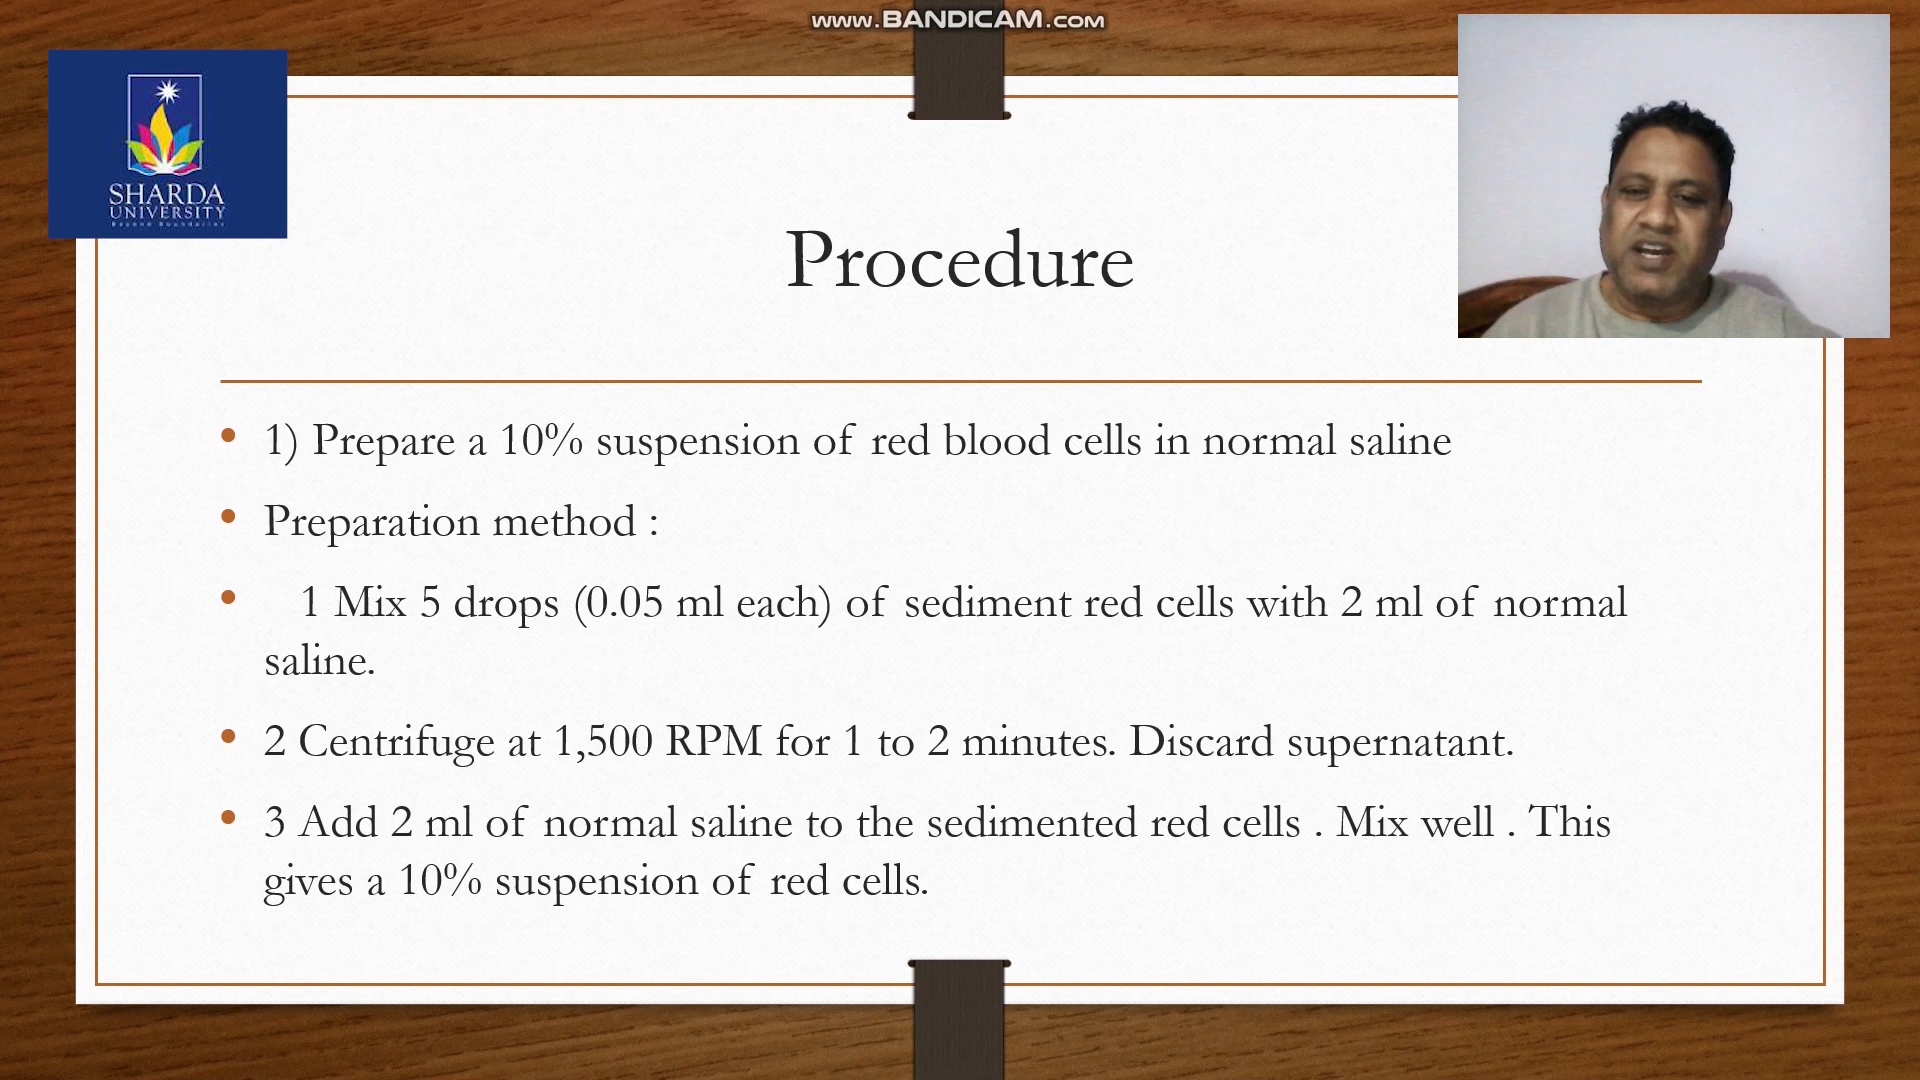 www.BANDICAM.com
SHARDA
UNIVERSITY
Beyond Boundaries
Procedure
• 1) Prepare a 10% suspension of red blood cells in normal saline
• Preparation method :
• 1 Mix 5 drops (0.05 ml each) of sediment red cells with 2 ml of normal
saline.
• 2 Centrifuge at 1,500 RPM for 1 to 2 minutes. Discard supernatant.
• 3 Add 2 ml of normal saline to the sedimented red cells . Mix well . This
gives a 10% suspension of red cells.